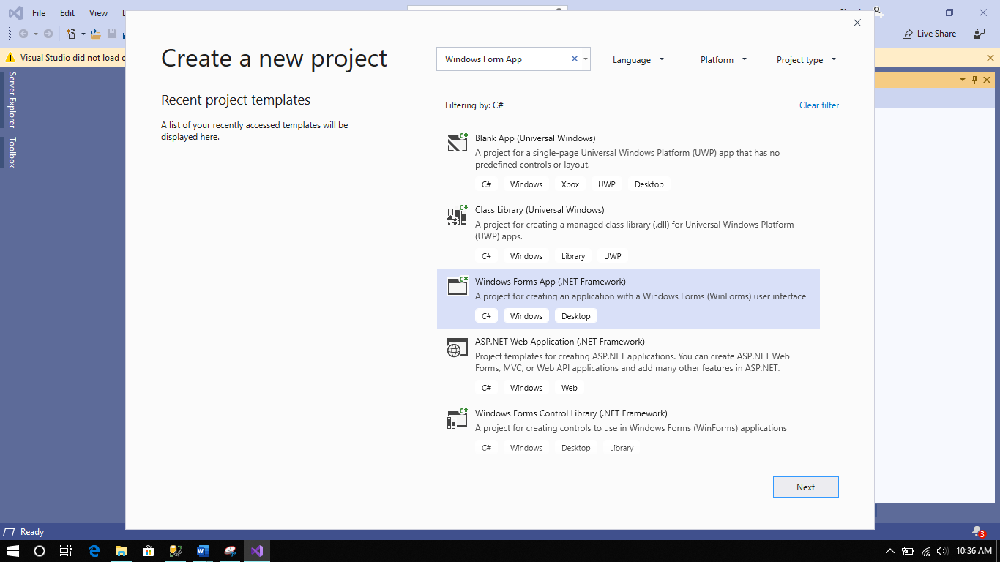 File Edit View
Live Share
Visual Studio did not load
Server Explorer
Toolbox
Create a new project
Windows Form App
Language
Platform
Project type
Recent project templates
A list of your recently accessed templates will be
displayed here.
Filtering by: C#
Clear filter
Blank App (Universal Windows)
A project for a single-page Universal Windows Platform (UWP) app that has no
predefined controls or layout.
C# Windows Xbox UWP Desktop
Class Library (Universal Windows)
A project for creating a managed class library (.dll) for Universal Windows Platform
(UWP) apps.
C# Windows Library UWP
Windows Forms App (.NET Framework)
A project for creating an application with a Windows Forms (WinForms) user interface
C# Windows Desktop
ASP.NET Web Application (.NET Framework)
Project templates for creating ASP.NET applications. You can create ASP.NET Web
Forms, MVC, or Web API applications and add many other features in ASP.NET.
C# Windows Web
Windows Forms Control Library (.NET Framework)
A project for creating controls to use in Windows Forms (WinForms) applications
C# Windows Desktop Library
Next
Ready
3
10:36 AM